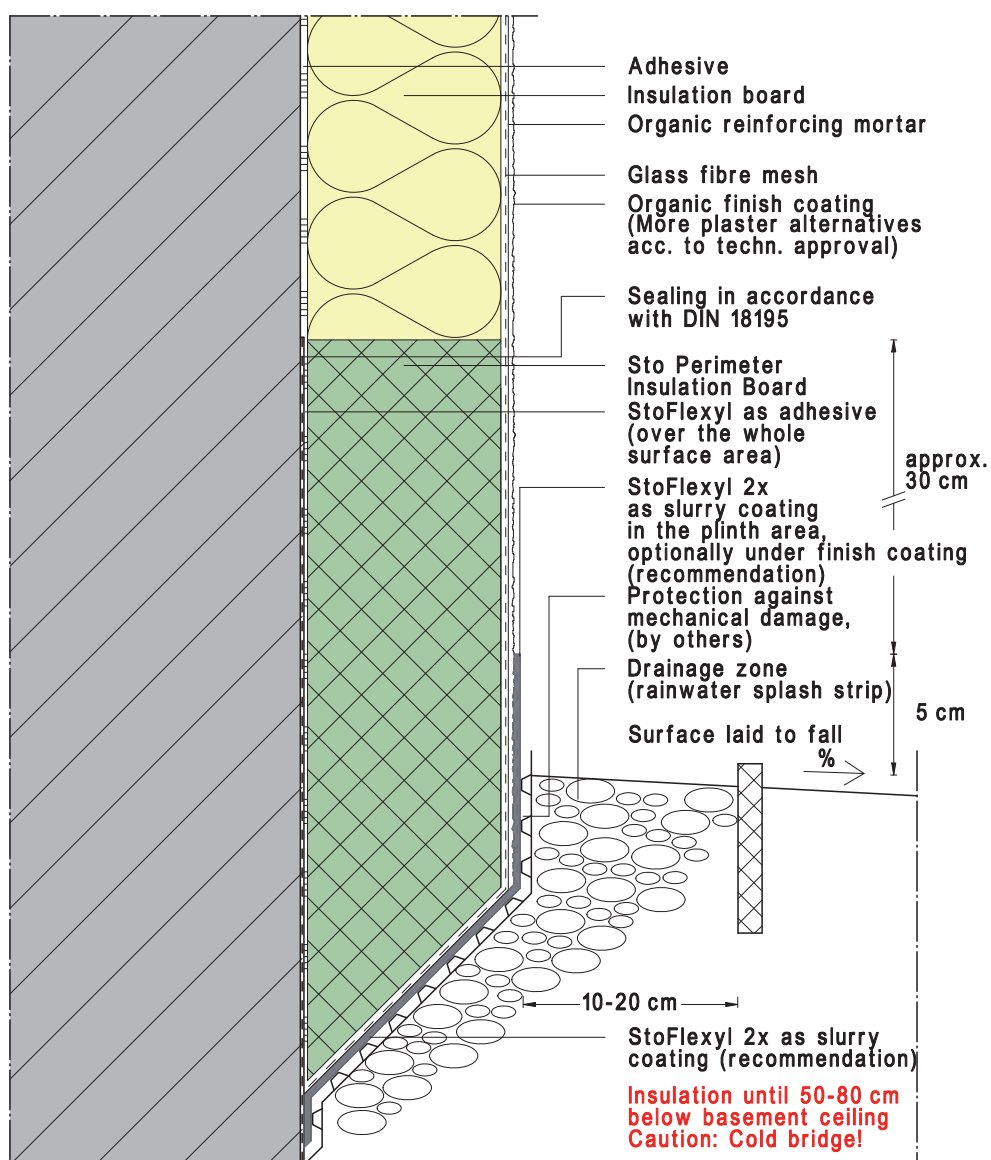 Adhesive
Insulation board
Organic reinforcing mortar
Glass fibre mesh
Organic finish coating
(More plaster alternatives
acc. to techn. approval)
Sealing in accordance
with DIN 18195
Sto Perimeter
Insulation Board
StoFlexyl as adhesive
(over the whole
surface area)
approx.
30 cm
StoFlexyl 2x
as slurry coating
in the plinth area,
optionally under finish coating
(recommendation)
Protection against
mechanical damage,
(by others)
Drainage zone
(rainwater splash strip)
5 cm
Surface laid to fall
%
10-20 cm
StoFlexyl 2x as slurry
coating (recommendation)
Insulation until 50-80 cm
below basement ceiling
Caution: Cold bridge!